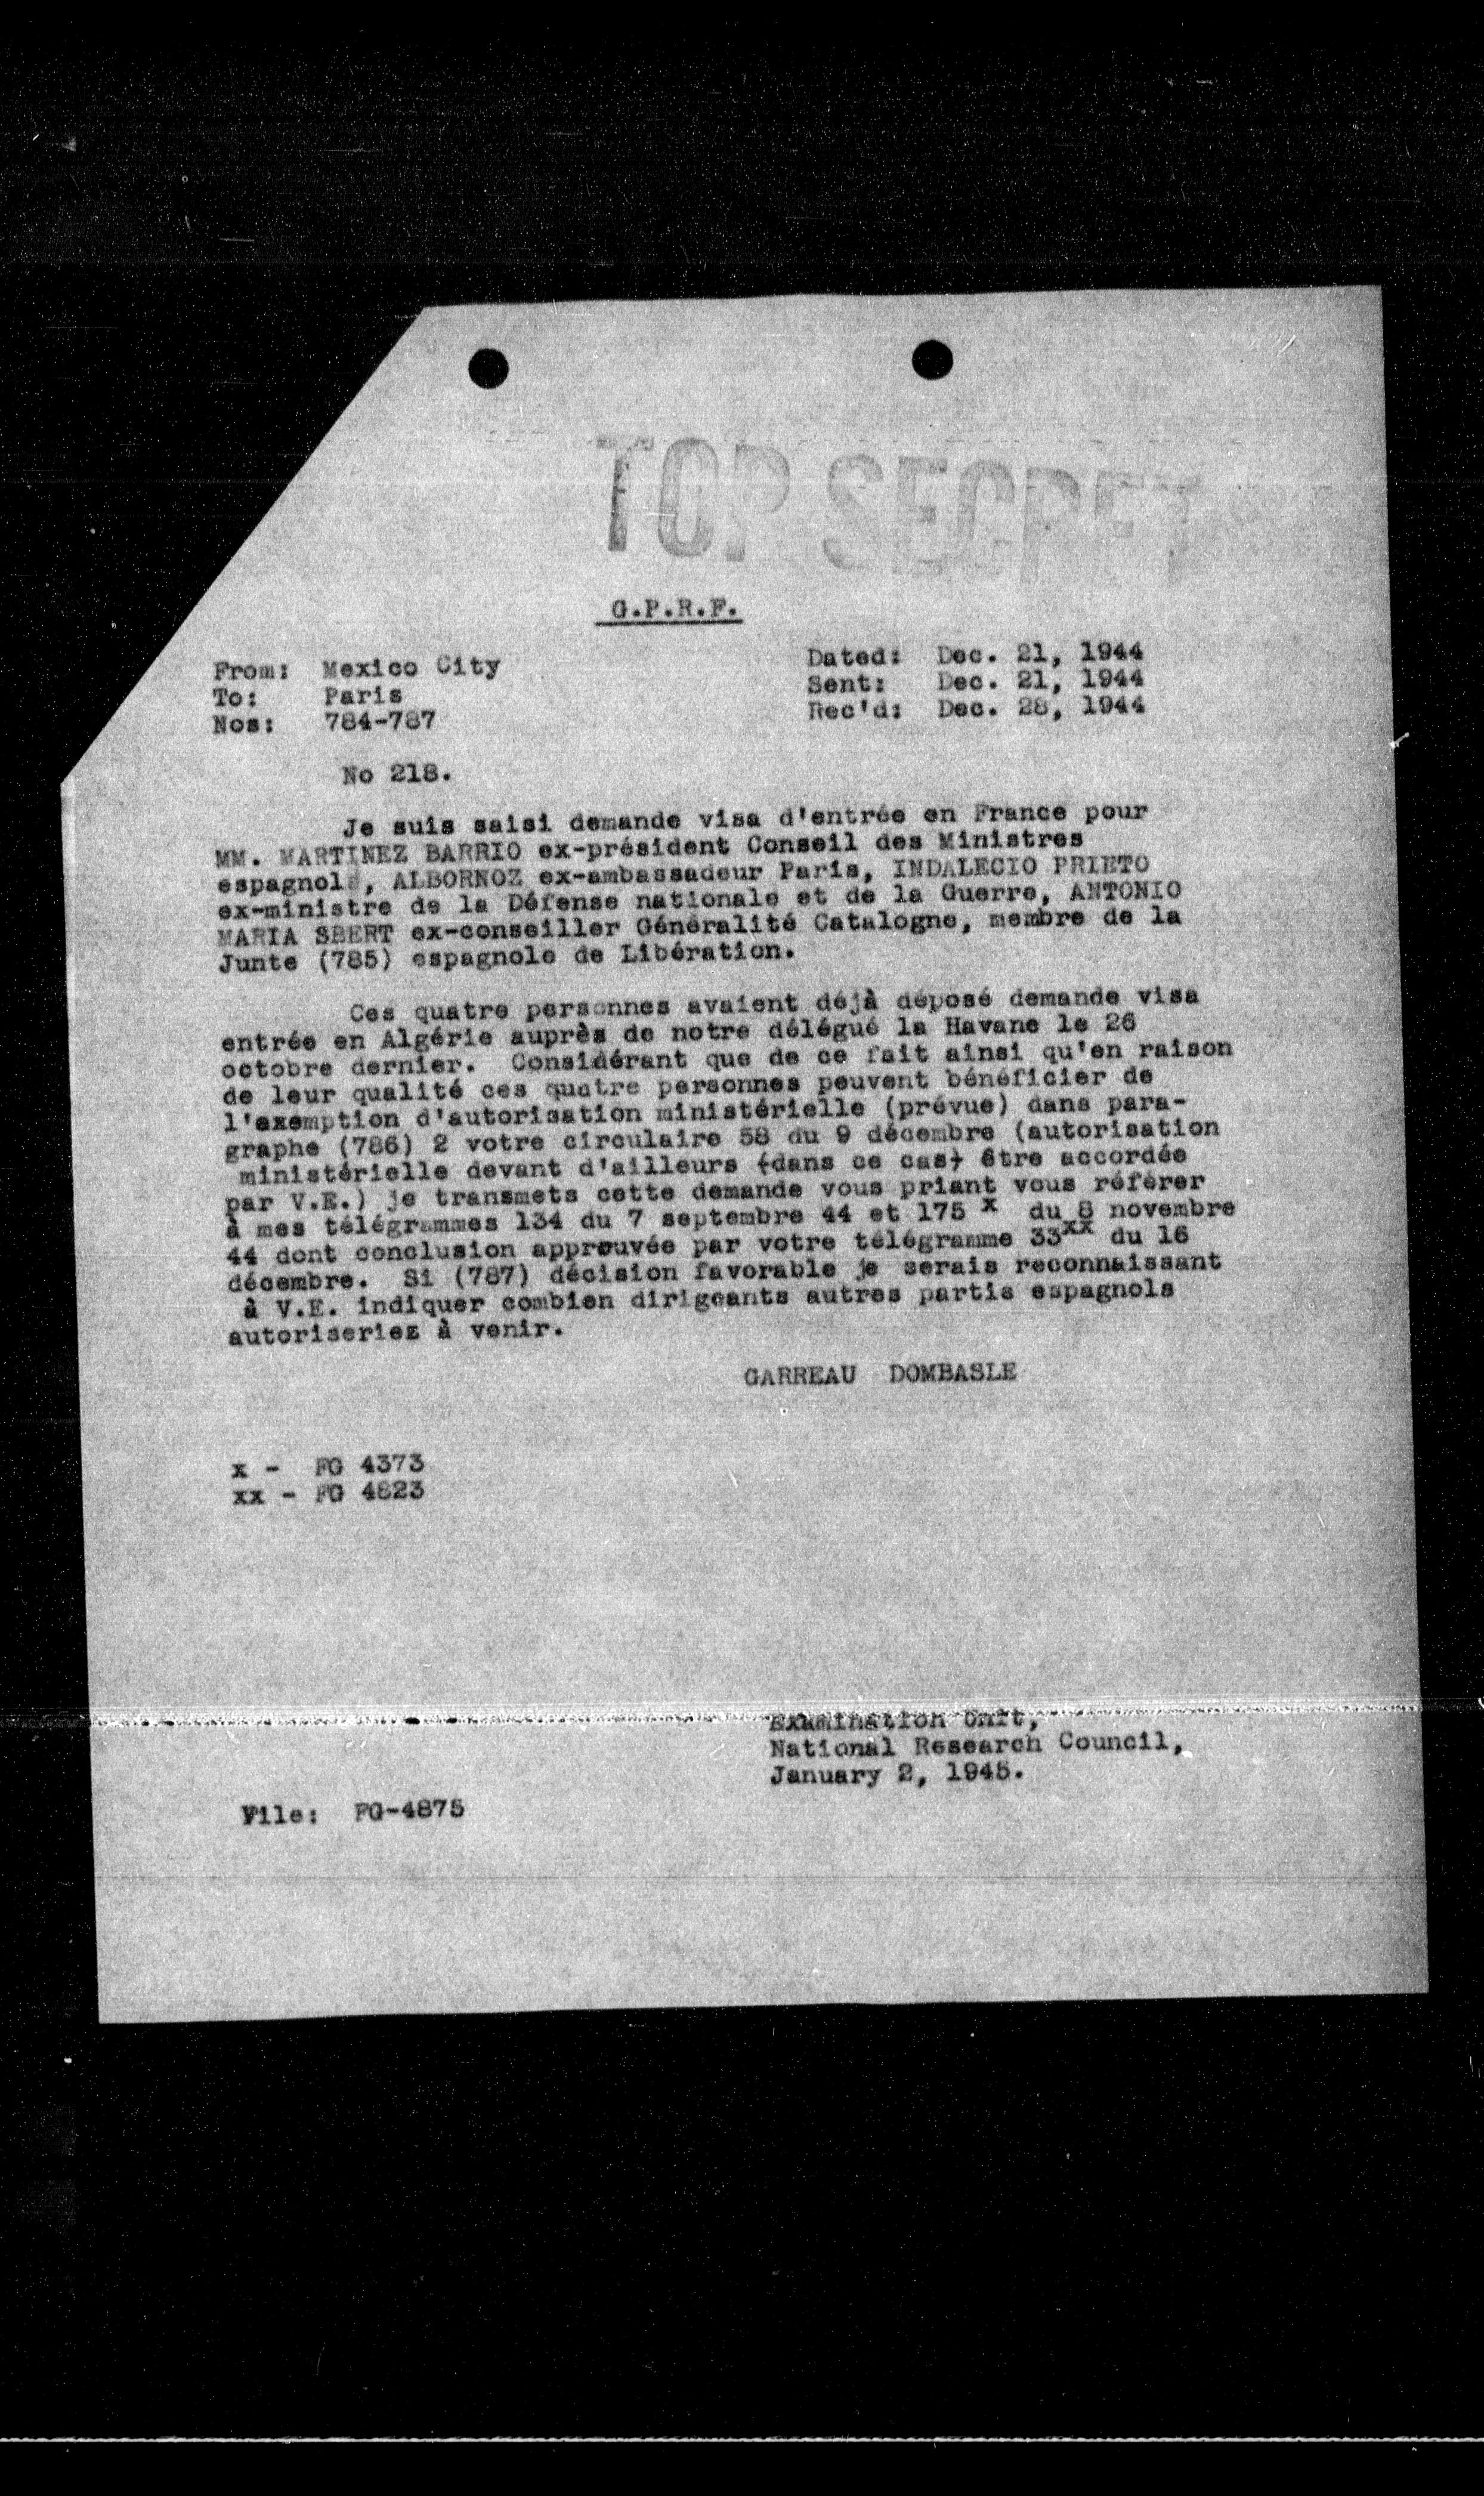 TOP SECRET
G.P.R.F.
From: Mexico City
To: Paris
Nos: 784-787
Dated: Dec. 21, 1944
Sent: Dec. 21, 1944
Rec'd: Dec. 28, 1944
No 218.
Je suis saisi demande visa d'entrée en France pour
MM. MARTINEZ BARRIO ex-président Conseil des Ministres
espagnols, ALBORNOZ ex-ambassadeur Paris, INDALECIO PRIETO
ex-ministre de la Défense nationale et de la Guerre, ANTONIO
MARIA SBERT ex-conseiller Généralité Catalogne, membre de la
Junte (785) espagnole de Libération.
Ces quatre personnes avaient déjà déposé demande visa
entrée en Algérie auprès de notre délégué la Havane le 26
octobre dernier. Considérant que de ce fait ainsi qu'en raison
de leur qualité ces quatre personnes peuvent bénéficier de
l'exemption d'autorisation ministérielle (prévue) dans para-
graphe (786) 2 votre circulaire 58 du 9 décembre (autorisation
ministérielle devant d'ailleurs (dans ce cas) être accordée
par V.E.) je transmets cette demande vous priant vous référer
à mes télégrammes 134 du 7 septembre 44 et 175 x du 8 novembre
44 dont conclusion approuvée par votre télégramme 33xx du 16
décembre. Si (787) décision favorable je serais reconnaissant
à V.E. indiquer combien dirigeants autres partis espagnols
autoriseriez à venir.
GARREAU DOMBASLE
x - FG 4373
xx - FG 4823
Examination Unit,
National Research Council,
January 2, 1945.
File: FG-4875